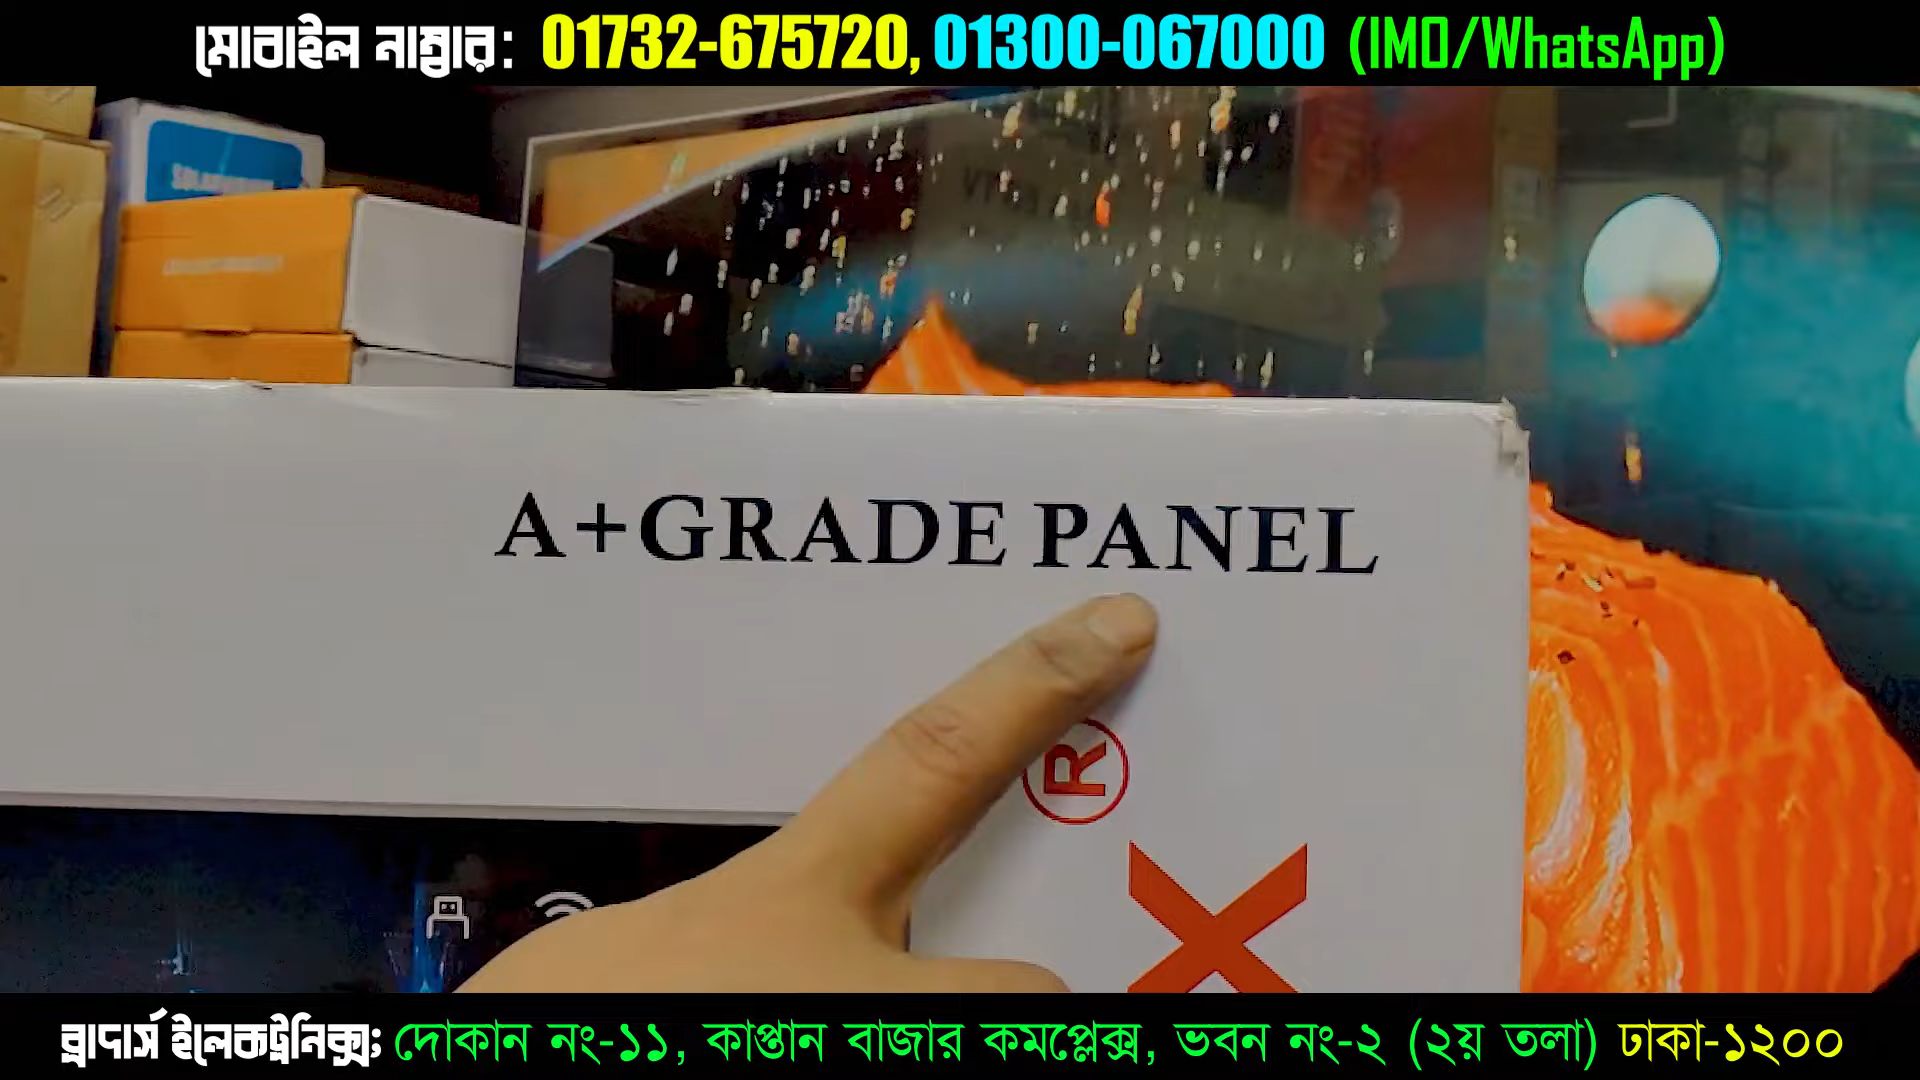 মোবাইল নাম্বার: 01732-675720, 01300-067000 (IMO/WhatsApp)
A+GRADE PANEL
®
X
ব্রাদার্স ইলেকট্রনিক্স: দোকান নং-১১, কাপ্তান বাজার কমপ্লেক্স, ভবন নং-২ (২য় তলা) ঢাকা-১২০০